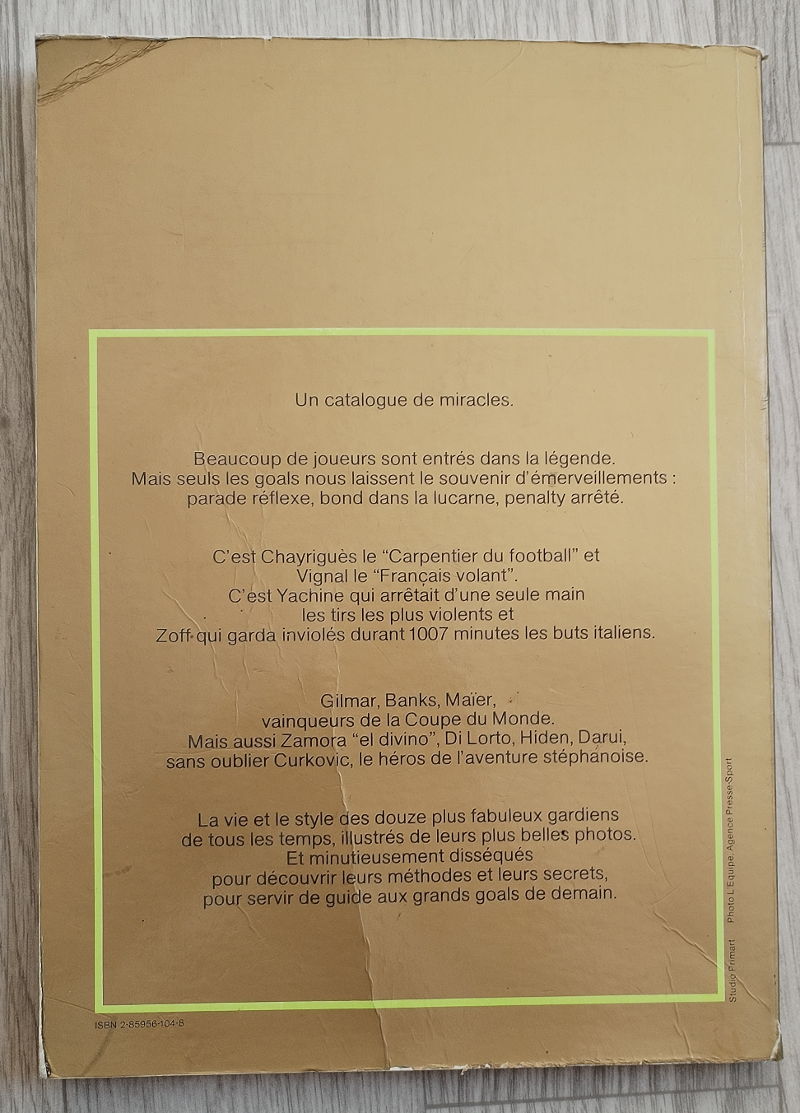 Un catalogue de miracles.
Beaucoup de joueurs sont entrés dans la légende.
Mais seuls les goals nous laissent le souvenir d'émerveillements :
parade réflexe, bond dans la lucarne, penalty arrêté.
C'est Chayriguès le "Carpentier du football" et
Vignal le "Français volant".
C'est Yachine qui arrêtait d'une seule main
les tirs les plus violents et
Zoff qui garda inviolés durant 1007 minutes les buts italiens.
Gilmar, Banks, Maïer,
vainqueurs de la Coupe du Monde.
Mais aussi Zamora "el divino", Di Lorto, Hiden, Darui,
sans oublier Curkovic, le héros de l'aventure stéphanoise.
La vie et le style des douze plus fabuleux gardiens
de tous les temps, illustrés de leurs plus belles photos.
Et minutieusement disséqués
pour découvrir leurs méthodes et leurs secrets,
pour servir de guide aux grands goals de demain.
ISBN 2-85956-104-8
Studio Primart Photo L'Equipe. Agence Presse-Sport